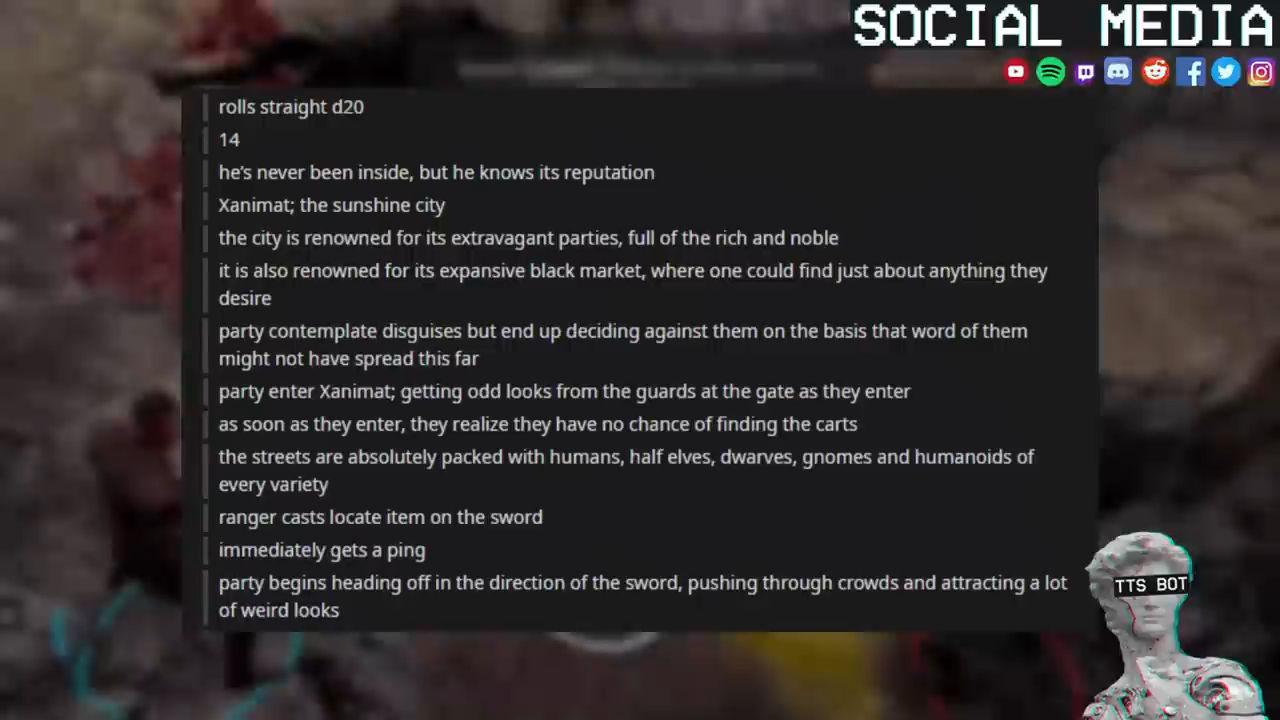 SOCIAL MEDIA
rolls straight d20
14
he's never been inside, but he knows its reputation
Xanimat; the sunshine city
the city is renowned for its extravagant parties, full of the rich and noble
it is also renowned for its expansive black market, where one could find just about anything they
desire
party contemplate disguises but end up deciding against them on the basis that word of them
might not have spread this far
party enter Xanimat; getting odd looks from the guards at the gate as they enter
as soon as they enter, they realize they have no chance of finding the carts
the streets are absolutely packed with humans, half elves, dwarves, gnomes and humanoids of
every variety
ranger casts locate item on the sword
immediately gets a ping
party begins heading off in the direction of the sword, pushing through crowds and attracting a lot
of weird looks
TTS BOT